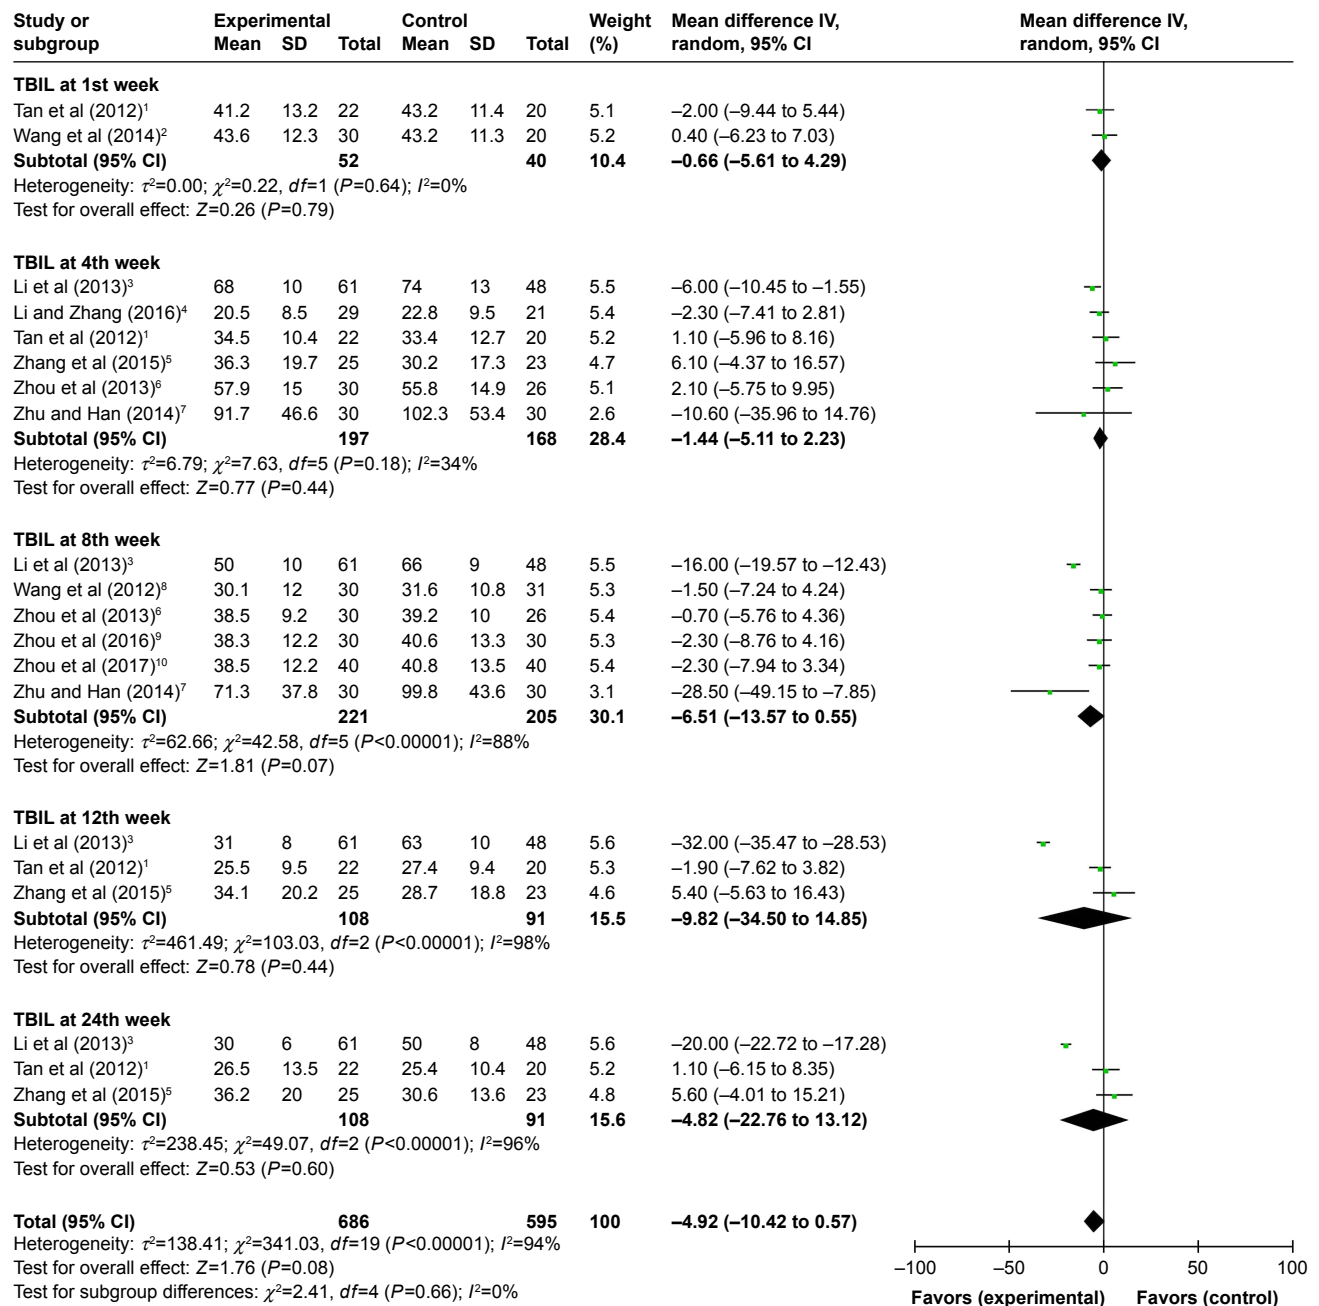 Study or Experimental Control Weight Mean difference IV, Mean difference IV,
subgroup Mean SD Total Mean SD Total (%) random, 95% CI random, 95% CI
TBIL at 1st week
Tan et al (2012)¹ 41.2 13.2 22 43.2 11.4 20 5.1 –2.00 (–9.44 to 5.44)
Wang et al (2014)² 43.6 12.3 30 43.2 11.3 20 5.2 0.40 (–6.23 to 7.03)
Subtotal (95% CI) 52 40 10.4 –0.66 (–5.61 to 4.29)
Heterogeneity: τ²=0.00; χ²=0.22, df=1 (P=0.64); I²=0%
Test for overall effect: Z=0.26 (P=0.79)
TBIL at 4th week
Li et al (2013)³ 68 10 61 74 13 48 5.5 –6.00 (–10.45 to –1.55)
Li and Zhang (2016)⁴ 20.5 8.5 29 22.8 9.5 21 5.4 –2.30 (–7.41 to 2.81)
Tan et al (2012)¹ 34.5 10.4 22 33.4 12.7 20 5.2 1.10 (–5.96 to 8.16)
Zhang et al (2015)⁵ 36.3 19.7 25 30.2 17.3 23 4.7 6.10 (–4.37 to 16.57)
Zhou et al (2013)⁶ 57.9 15 30 55.8 14.9 26 5.1 2.10 (–5.75 to 9.95)
Zhu and Han (2014)⁷ 91.7 46.6 30 102.3 53.4 30 2.6 –10.60 (–35.96 to 14.76)
Subtotal (95% CI) 197 168 28.4 –1.44 (–5.11 to 2.23)
Heterogeneity: τ²=6.79; χ²=7.63, df=5 (P=0.18); I²=34%
Test for overall effect: Z=0.77 (P=0.44)
TBIL at 8th week
Li et al (2013)³ 50 10 61 66 9 48 5.5 –16.00 (–19.57 to –12.43)
Wang et al (2012)⁸ 30.1 12 30 31.6 10.8 31 5.3 –1.50 (–7.24 to 4.24)
Zhou et al (2013)⁶ 38.5 9.2 30 39.2 10 26 5.4 –0.70 (–5.76 to 4.36)
Zhou et al (2016)⁹ 38.3 12.2 30 40.6 13.3 30 5.3 –2.30 (–8.76 to 4.16)
Zhou et al (2017)¹⁰ 38.5 12.2 40 40.8 13.5 40 5.4 –2.30 (–7.94 to 3.34)
Zhu and Han (2014)⁷ 71.3 37.8 30 99.8 43.6 30 3.1 –28.50 (–49.15 to –7.85)
Subtotal (95% CI) 221 205 30.1 –6.51 (–13.57 to 0.55)
Heterogeneity: τ²=62.66; χ²=42.58, df=5 (P<0.00001); I²=88%
Test for overall effect: Z=1.81 (P=0.07)
TBIL at 12th week
Li et al (2013)³ 31 8 61 63 10 48 5.6 –32.00 (–35.47 to –28.53)
Tan et al (2012)¹ 25.5 9.5 22 27.4 9.4 20 5.3 –1.90 (–7.62 to 3.82)
Zhang et al (2015)⁵ 34.1 20.2 25 28.7 18.8 23 4.6 5.40 (–5.63 to 16.43)
Subtotal (95% CI) 108 91 15.5 –9.82 (–34.50 to 14.85)
Heterogeneity: τ²=461.49; χ²=103.03, df=2 (P<0.00001); I²=98%
Test for overall effect: Z=0.78 (P=0.44)
TBIL at 24th week
Li et al (2013)³ 30 6 61 50 8 48 5.6 –20.00 (–22.72 to –17.28)
Tan et al (2012)¹ 26.5 13.5 22 25.4 10.4 20 5.2 1.10 (–6.15 to 8.35)
Zhang et al (2015)⁵ 36.2 20 25 30.6 13.6 23 4.8 5.60 (–4.01 to 15.21)
Subtotal (95% CI) 108 91 15.6 –4.82 (–22.76 to 13.12)
Heterogeneity: τ²=238.45; χ²=49.07, df=2 (P<0.00001); I²=96%
Test for overall effect: Z=0.53 (P=0.60)
Total (95% CI) 686 595 100 –4.92 (–10.42 to 0.57)
Heterogeneity: τ²=138.41; χ²=341.03, df=19 (P<0.00001); I²=94%
Test for overall effect: Z=1.76 (P=0.08) –100 –50 0 50 100
Test for subgroup differences: χ²=2.41, df=4 (P=0.66); I²=0% Favors (experimental) Favors (control)